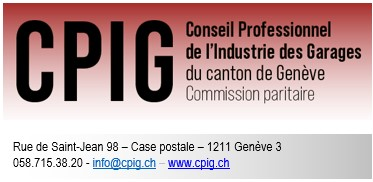 CPIG
Conseil Professionnel
de l'Industrie des Garages
du canton de Genève
Commission paritaire
Rue de Saint-Jean 98 – Case postale – 1211 Genève 3
058.715.38.20 - info@cpig.ch – www.cpig.ch